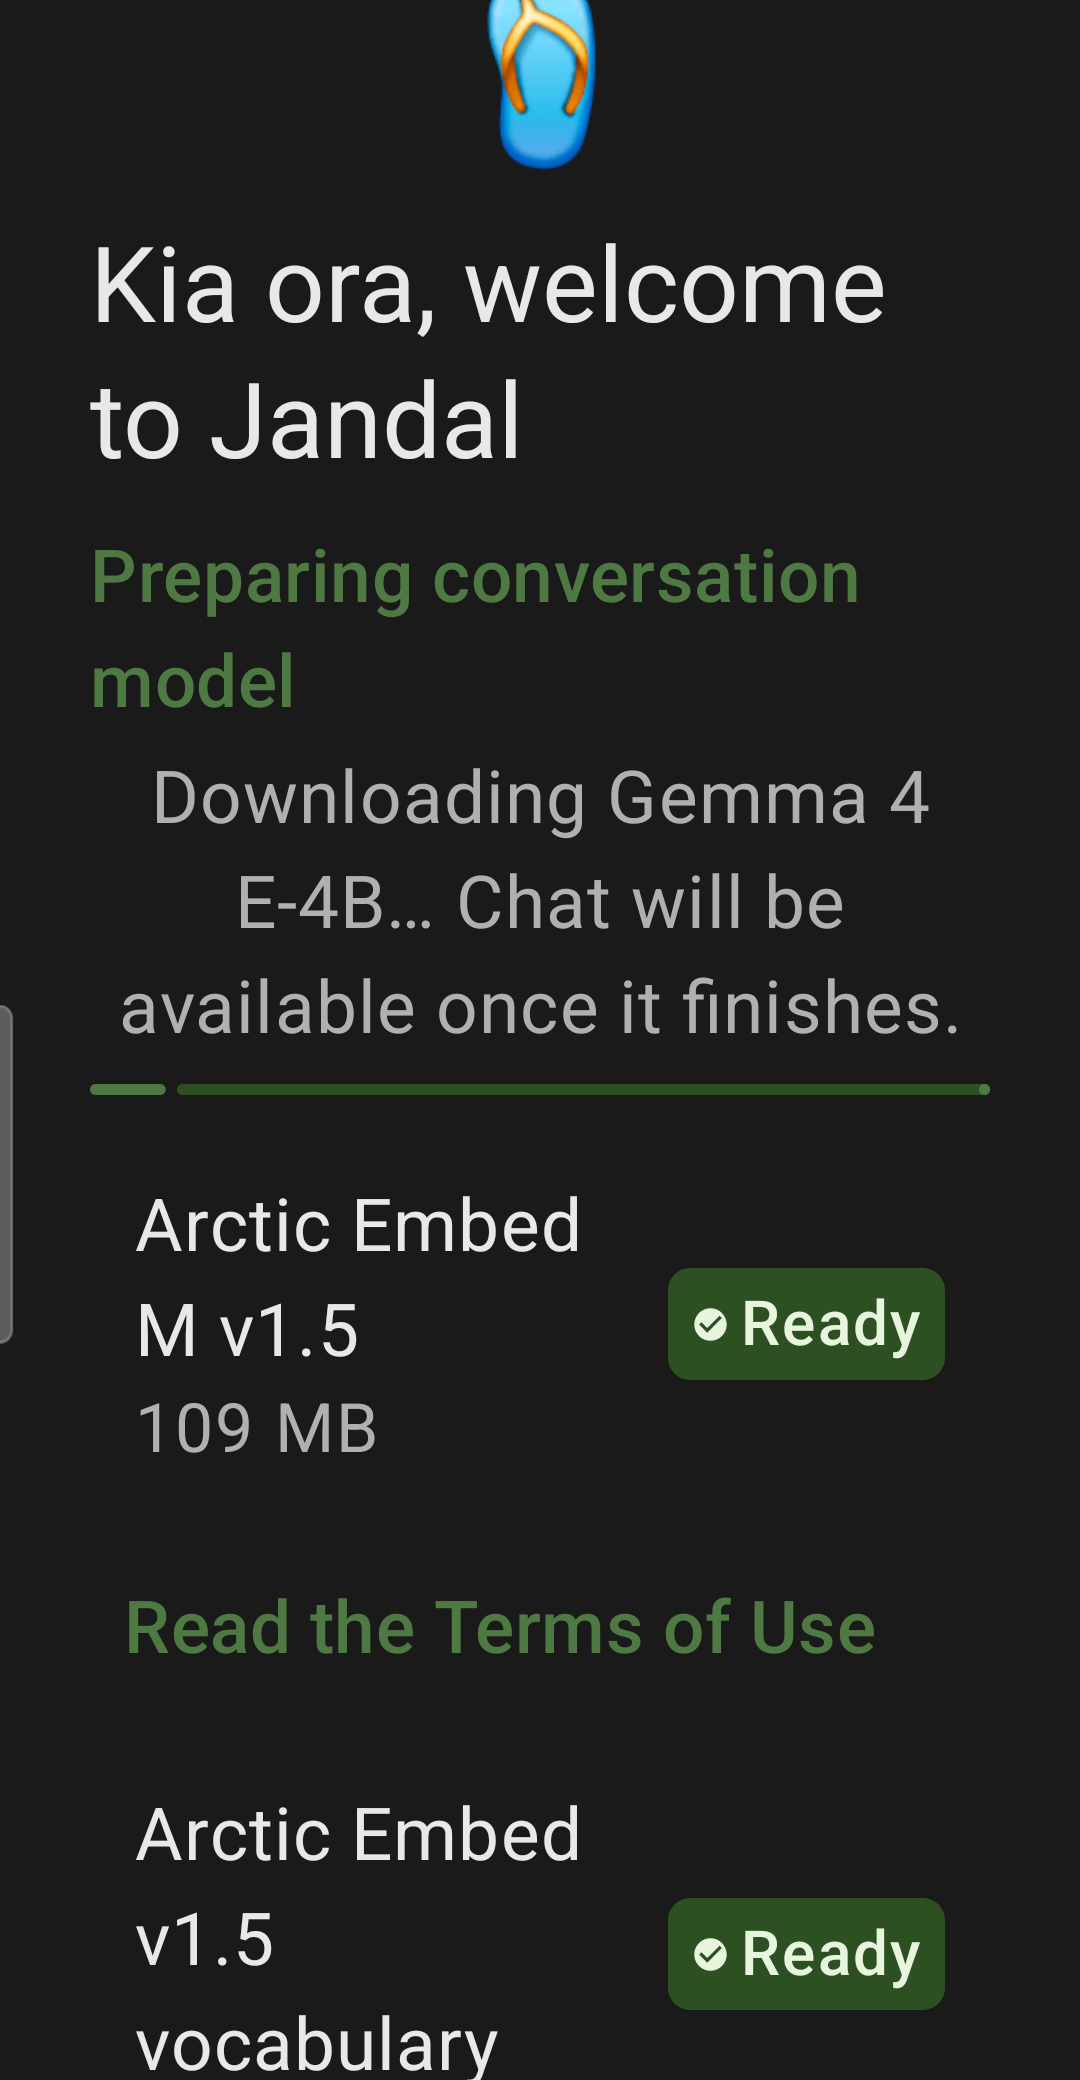 Kia ora, welcome
to Jandal
Preparing conversation
model
Downloading Gemma 4
E-4B… Chat will be
available once it finishes.
Arctic Embed
M v1.5
109 MB
Ready
Read the Terms of Use
Arctic Embed
v1.5
vocabulary
Ready